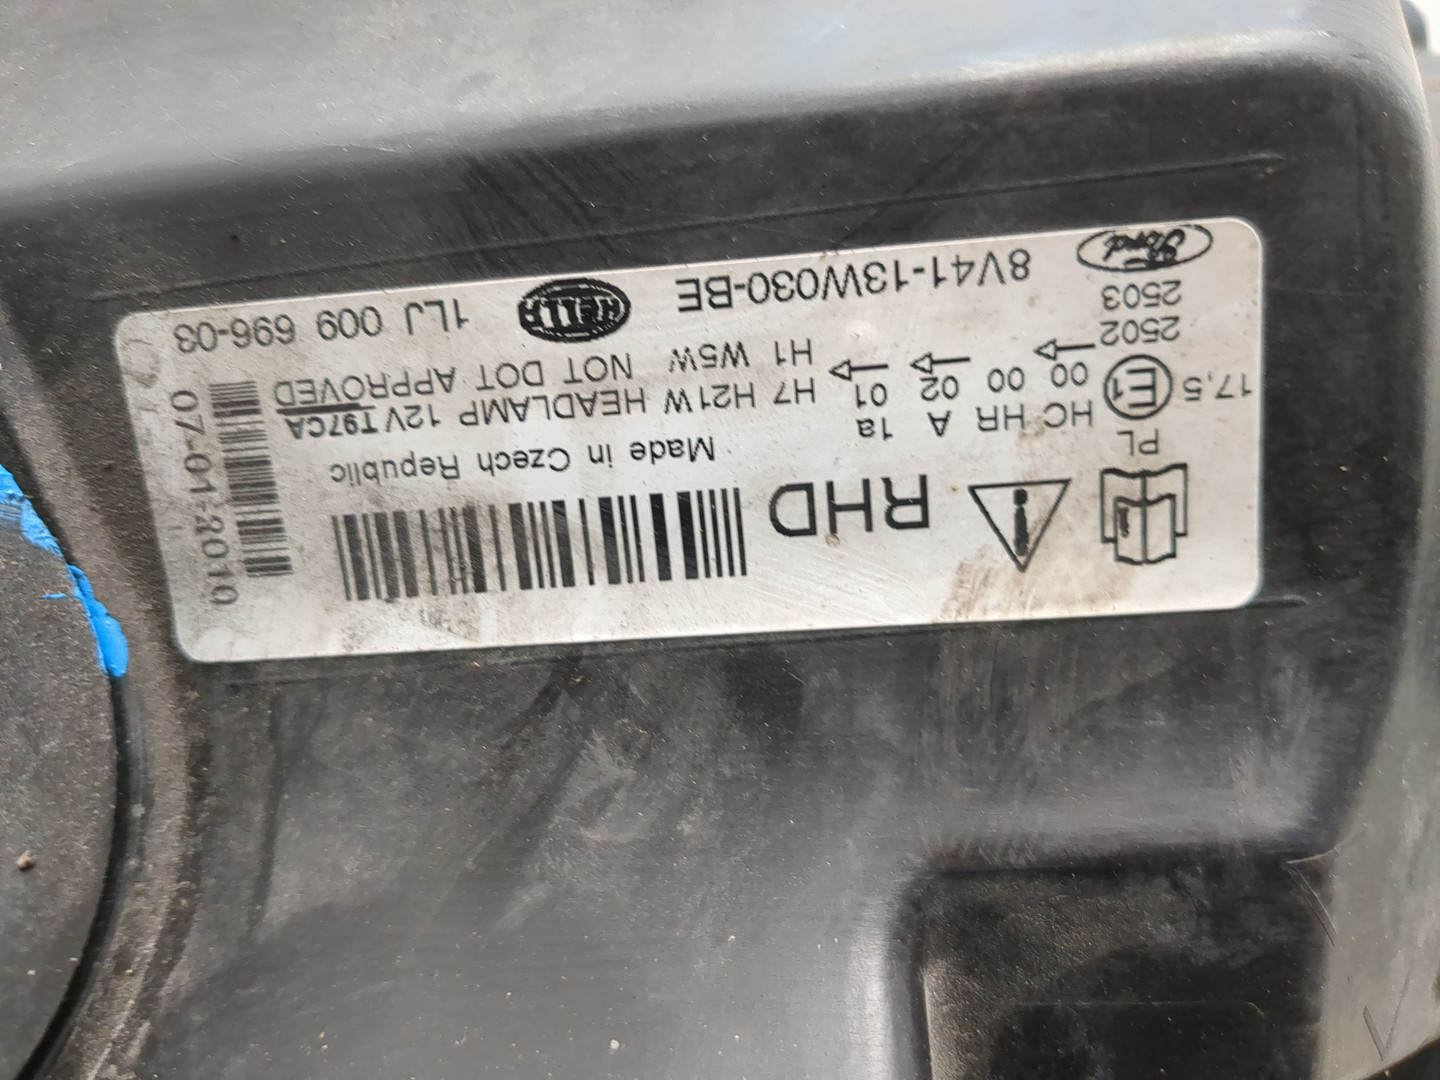 Ford 8V41-13W030-BE HELLA 1LJ 009 696-03
2503
2502 H1 W5W NOT DOT APPROVED
17,5 E1 00 00 02 01 H7 H21W HEADLAMP 12V T97CA
HC HR A 1a
PL
Made in Czech Republic
i ! RHD
07-01-2010